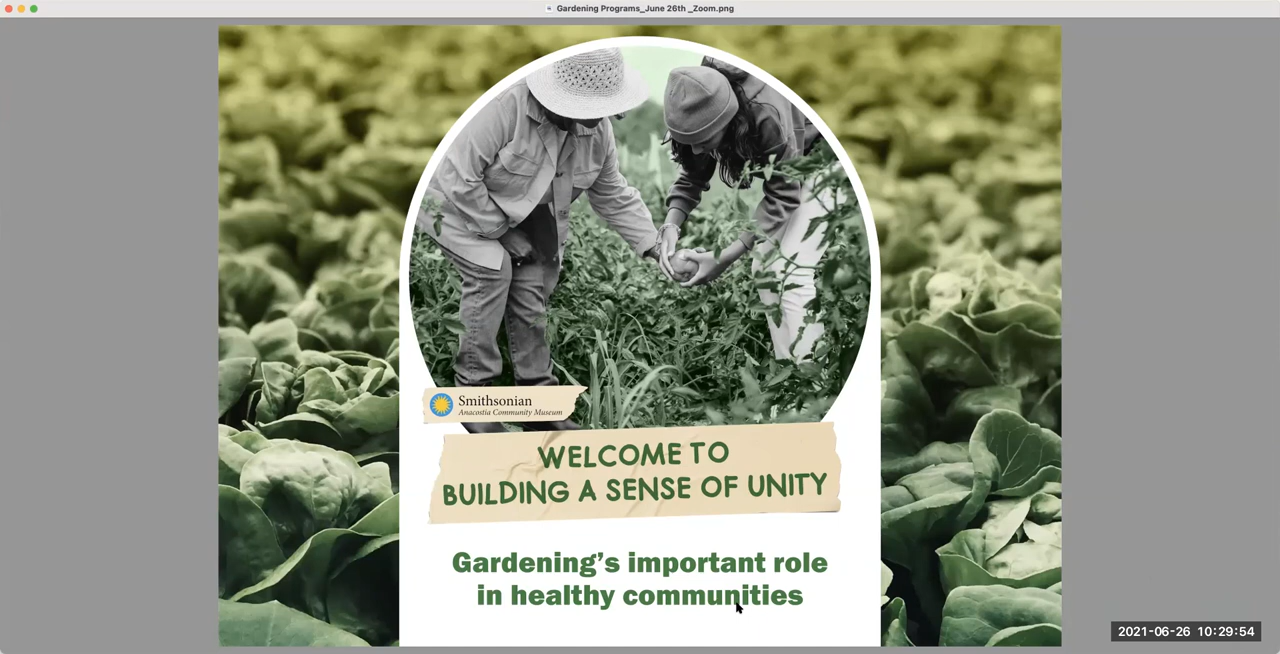 Gardening Programs_June 26th _Zoom.png
Smithsonian
Anacostia Community Museum
WELCOME TO
BUILDING A SENSE OF UNITY
Gardening's important role
in healthy communities
2021-06-26 10:29:54